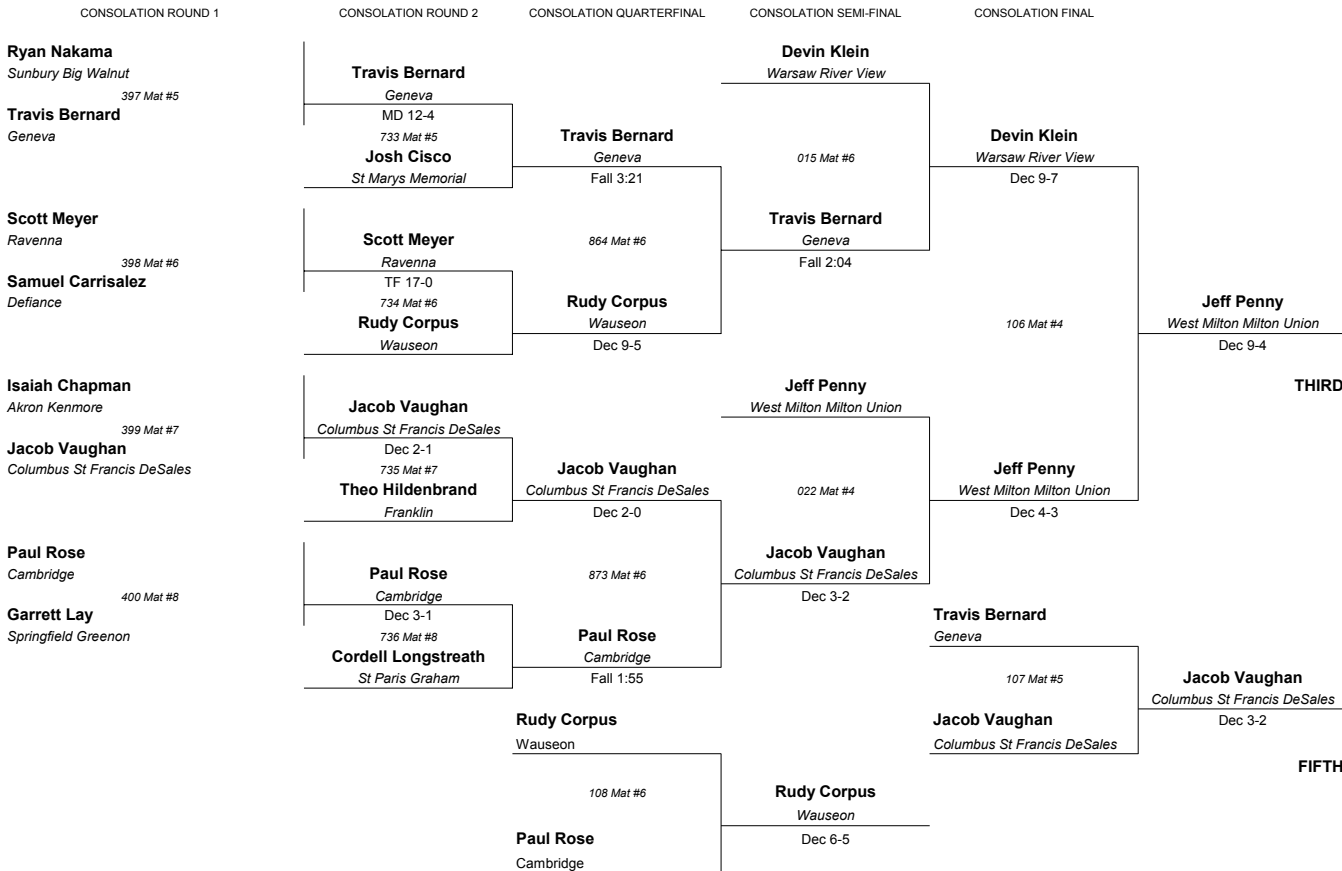 CONSOLATION ROUND 1
CONSOLATION ROUND 2
CONSOLATION QUARTERFINAL
CONSOLATION SEMI-FINAL
CONSOLATION FINAL
Ryan Nakama
Sunbury Big Walnut
397 Mat #5
Travis Bernard
Geneva
Scott Meyer
Ravenna
398 Mat #6
Samuel Carrisalez
Defiance
Isaiah Chapman
Akron Kenmore
399 Mat #7
Jacob Vaughan
Columbus St Francis DeSales
Paul Rose
Cambridge
400 Mat #8
Garrett Lay
Springfield Greenon
Travis Bernard
Geneva
MD 12-4
733 Mat #5
Josh Cisco
St Marys Memorial
Scott Meyer
Ravenna
TF 17-0
734 Mat #6
Rudy Corpus
Wauseon
Jacob Vaughan
Columbus St Francis DeSales
Dec 2-1
735 Mat #7
Theo Hildenbrand
Franklin
Paul Rose
Cambridge
Dec 3-1
736 Mat #8
Cordell Longstreath
St Paris Graham
Travis Bernard
Geneva
Fall 3:21
864 Mat #6
Rudy Corpus
Wauseon
Dec 9-5
Jacob Vaughan
Columbus St Francis DeSales
Dec 2-0
873 Mat #6
Paul Rose
Cambridge
Fall 1:55
Rudy Corpus
Wauseon
108 Mat #6
Paul Rose
Cambridge
Devin Klein
Warsaw River View
015 Mat #6
Travis Bernard
Geneva
Fall 2:04
Jeff Penny
West Milton Milton Union
022 Mat #4
Jacob Vaughan
Columbus St Francis DeSales
Dec 3-2
Rudy Corpus
Wauseon
Dec 6-5
Devin Klein
Warsaw River View
Dec 9-7
106 Mat #4
Jeff Penny
West Milton Milton Union
Dec 4-3
Travis Bernard
Geneva
107 Mat #5
Jacob Vaughan
Columbus St Francis DeSales
Jeff Penny
West Milton Milton Union
Dec 9-4
THIRD
Jacob Vaughan
Columbus St Francis DeSales
Dec 3-2
FIFTH